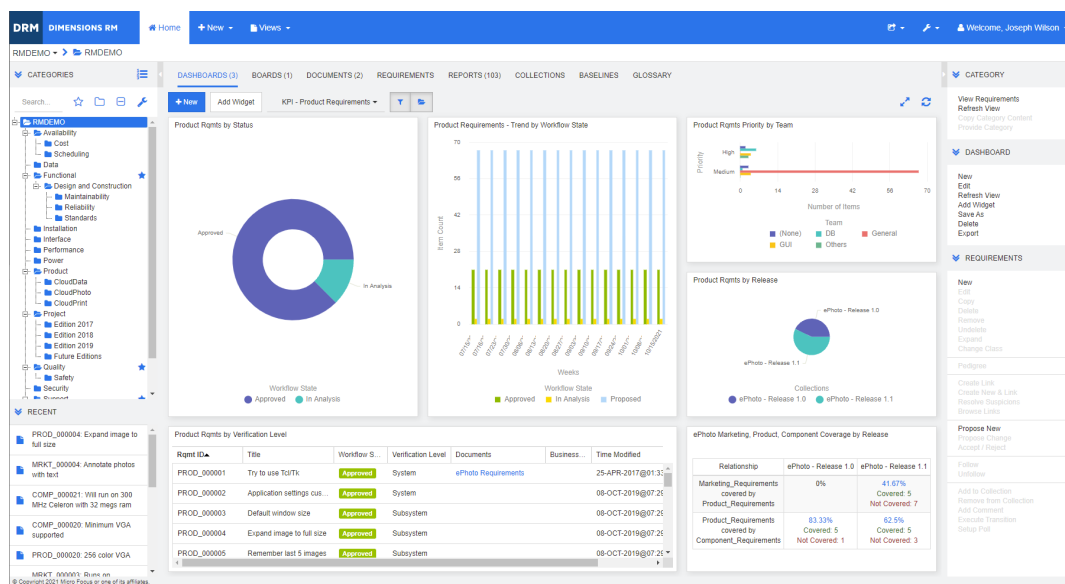 DRM DIMENSIONS RM
Home
New
Views
Welcome, Joseph Wilson
RMDEMO
RMDEMO
CATEGORIES
Search...
RMDEMO
Availability
Cost
Scheduling
Data
Functional
Design and Construction
Maintainability
Reliability
Standards
Installation
Interface
Performance
Power
Product
CloudData
CloudPhoto
CloudPrint
Project
Edition 2017
Edition 2018
Edition 2019
Future Editions
Quality
Safety
Security
Support
RECENT
PROD_000004: Expand image to
full size
MRKT_000004: Annotate photos
with text
COMP_000021: Will run on 300
MHz Celeron with 32 megs ram
COMP_000020: Minimum VGA
supported
PROD_000020: 256 color VGA
MRKT_000003: Runs on
© Copyright 2021 Micro Focus or one of its affiliates.
DASHBOARDS (3)
BOARDS (1)
DOCUMENTS (2)
REQUIREMENTS
REPORTS (103)
COLLECTIONS
BASELINES
GLOSSARY
+ New
Add Widget
KPI - Product Requirements
Product Rqmts by Status
Approved
In Analysis
Workflow State
Approved
In Analysis
Product Requirements - Trend by Workflow State
Item Count
70
56
42
28
14
0
10/15/2021
Weeks
Workflow State
Approved
In Analysis
Proposed
Product Rqmts Priority by Team
Priority
High
Medium
0 14 28 42 56 70
Number of Items
Team
(None)
DB
General
GUI
Others
Product Rqmts by Release
ePhoto - Release 1.0
ePhoto - Release 1.1
Collections
ePhoto - Release 1.0
ePhoto - Release 1.1
Product Rqmts by Verification Level
Rqmt ID Title Workflow S... Verification Level Documents Business... Time Modified
PROD_000001 Try to use Tcl/Tk Approved System ePhoto Requirements 25-APR-2017@01:33
PROD_000002 Application settings cus... Approved System 08-OCT-2019@07:29
PROD_000003 Default window size Approved Subsystem 08-OCT-2019@07:29
PROD_000004 Expand image to full size Approved Subsystem 08-OCT-2019@07:29
PROD_000005 Remember last 5 images Approved Subsystem 08-OCT-2019@07:29
ePhoto Marketing, Product, Component Coverage by Release
Relationship ePhoto - Release 1.0 ePhoto - Release 1.1
Marketing_Requirements
covered by
Product_Requirements
0%
41.67%
Covered: 5
Not Covered: 7
Product_Requirements
covered by
Component_Requirements
83.33%
Covered: 5
Not Covered: 1
62.5%
Covered: 5
Not Covered: 3
CATEGORY
View Requirements
Refresh View
Copy Category Content
Provide Category
DASHBOARD
New
Edit
Refresh View
Add Widget
Save As
Delete
Export
REQUIREMENTS
New
Edit
Copy
Delete
Remove
Undelete
Expand
Change Class
Pedigree
Create Link
Create New & Link
Resolve Suspicions
Browse Links
Propose New
Propose Change
Accept / Reject
Follow
Unfollow
Add to Collection
Remove from Collection
Add Comment
Execute Transition
Setup Poll